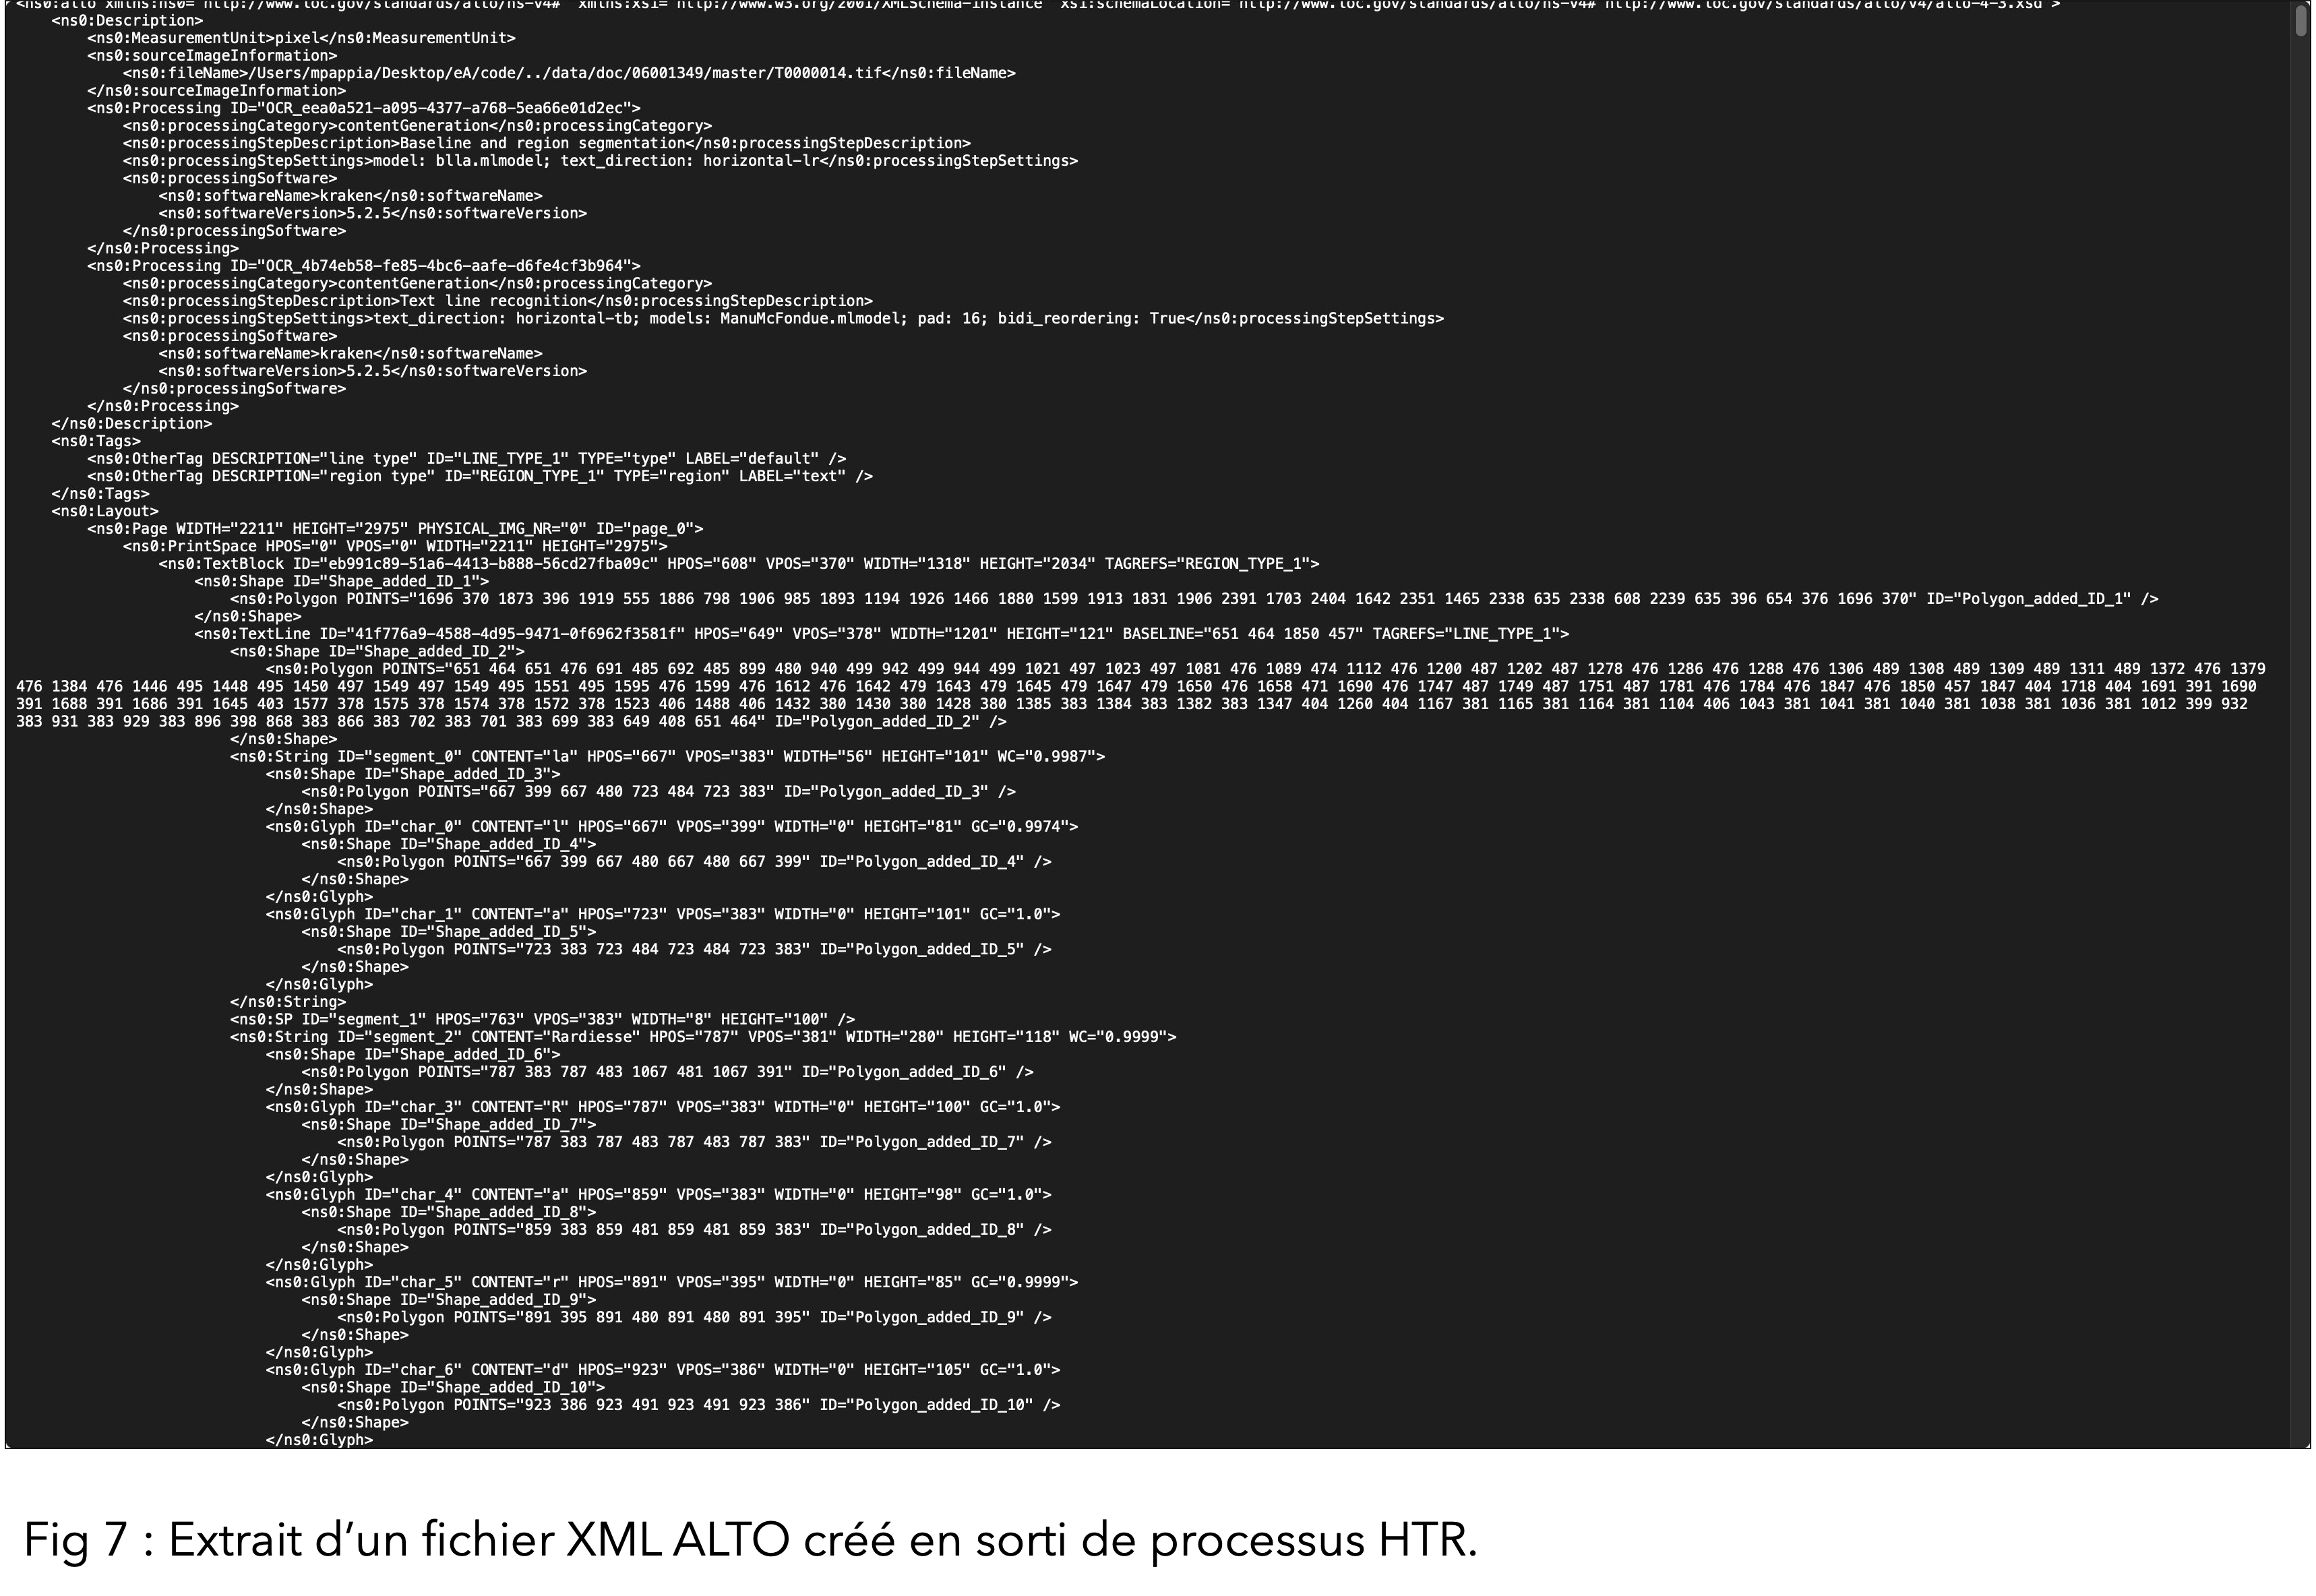 <ns0:alto xmlns:ns0="http://www.loc.gov/standards/alto/ns-v4#" xmlns:xsi="http://www.w3.org/2001/XMLSchema-instance" xsi:schemaLocation="http://www.loc.gov/standards/alto/ns-v4# http://www.loc.gov/standards/alto/v4/alto-4-3.xsd">
<ns0:Description>
<ns0:MeasurementUnit>pixel</ns0:MeasurementUnit>
<ns0:sourceImageInformation>
<ns0:fileName>/Users/mpappia/Desktop/eA/code/../data/doc/06001349/master/T0000014.tif</ns0:fileName>
</ns0:sourceImageInformation>
<ns0:Processing ID="OCR_eea0a521-a095-4377-a768-5ea66e01d2ec">
<ns0:processingCategory>contentGeneration</ns0:processingCategory>
<ns0:processingStepDescription>Baseline and region segmentation</ns0:processingStepDescription>
<ns0:processingStepSettings>model: blla.mlmodel; text_direction: horizontal-lr</ns0:processingStepSettings>
<ns0:processingSoftware>
<ns0:softwareName>kraken</ns0:softwareName>
<ns0:softwareVersion>5.2.5</ns0:softwareVersion>
</ns0:processingSoftware>
</ns0:Processing>
<ns0:Processing ID="OCR_4b74eb58-fe85-4bc6-aafe-d6fe4cf3b964">
<ns0:processingCategory>contentGeneration</ns0:processingCategory>
<ns0:processingStepDescription>Text line recognition</ns0:processingStepDescription>
<ns0:processingStepSettings>text_direction: horizontal-tb; models: ManuMcFondue.mlmodel; pad: 16; bidi_reordering: True</ns0:processingStepSettings>
<ns0:processingSoftware>
<ns0:softwareName>kraken</ns0:softwareName>
<ns0:softwareVersion>5.2.5</ns0:softwareVersion>
</ns0:processingSoftware>
</ns0:Processing>
</ns0:Description>
<ns0:Tags>
<ns0:OtherTag DESCRIPTION="line type" ID="LINE_TYPE_1" TYPE="type" LABEL="default" />
<ns0:OtherTag DESCRIPTION="region type" ID="REGION_TYPE_1" TYPE="region" LABEL="text" />
</ns0:Tags>
<ns0:Layout>
<ns0:Page WIDTH="2211" HEIGHT="2975" PHYSICAL_IMG_NR="0" ID="page_0">
<ns0:PrintSpace HPOS="0" VPOS="0" WIDTH="2211" HEIGHT="2975">
<ns0:TextBlock ID="eb991c89-51a6-4413-b888-56cd27fba09c" HPOS="608" VPOS="370" WIDTH="1318" HEIGHT="2034" TAGREFS="REGION_TYPE_1">
<ns0:Shape ID="Shape_added_ID_1">
<ns0:Polygon POINTS="1696 370 1873 396 1919 555 1886 798 1906 985 1893 1194 1926 1466 1880 1599 1913 1831 1906 2391 1703 2404 1642 2351 1465 2338 635 2338 608 2239 635 396 654 376 1696 370" ID="Polygon_added_ID_1" />
</ns0:Shape>
<ns0:TextLine ID="41f776a9-4588-4d95-9471-0f6962f3581f" HPOS="649" VPOS="378" WIDTH="1201" HEIGHT="121" BASELINE="651 464 1850 457" TAGREFS="LINE_TYPE_1">
<ns0:Shape ID="Shape_added_ID_2">
<ns0:Polygon POINTS="651 464 651 476 691 485 692 485 899 480 940 499 942 499 944 499 1021 497 1023 497 1081 476 1089 474 1112 476 1200 487 1202 487 1278 476 1286 476 1288 476 1306 489 1308 489 1309 489 1311 489 1372 476 1379
476 1384 476 1446 495 1448 495 1450 497 1549 497 1549 495 1551 495 1595 476 1599 476 1612 476 1642 479 1643 479 1645 479 1647 479 1650 476 1658 471 1690 476 1747 487 1749 487 1751 487 1781 476 1784 476 1847 476 1850 457 1847 404 1718 404 1691 391 1690
391 1688 391 1686 391 1645 403 1577 378 1575 378 1574 378 1572 378 1523 406 1488 406 1432 380 1430 380 1428 380 1385 383 1384 383 1382 383 1347 404 1260 404 1167 381 1165 381 1164 381 1104 406 1043 381 1041 381 1040 381 1038 381 1036 381 1012 399 932
383 931 383 929 383 896 398 868 383 866 383 702 383 701 383 699 383 649 408 651 464" ID="Polygon_added_ID_2" />
</ns0:Shape>
<ns0:String ID="segment_0" CONTENT="la" HPOS="667" VPOS="383" WIDTH="56" HEIGHT="101" WC="0.9987">
<ns0:Shape ID="Shape_added_ID_3">
<ns0:Polygon POINTS="667 399 667 480 723 484 723 383" ID="Polygon_added_ID_3" />
</ns0:Shape>
<ns0:Glyph ID="char_0" CONTENT="l" HPOS="667" VPOS="399" WIDTH="0" HEIGHT="81" GC="0.9974">
<ns0:Shape ID="Shape_added_ID_4">
<ns0:Polygon POINTS="667 399 667 480 667 480 667 399" ID="Polygon_added_ID_4" />
</ns0:Shape>
</ns0:Glyph>
<ns0:Glyph ID="char_1" CONTENT="a" HPOS="723" VPOS="383" WIDTH="0" HEIGHT="101" GC="1.0">
<ns0:Shape ID="Shape_added_ID_5">
<ns0:Polygon POINTS="723 383 723 484 723 484 723 383" ID="Polygon_added_ID_5" />
</ns0:Shape>
</ns0:Glyph>
</ns0:String>
<ns0:SP ID="segment_1" HPOS="763" VPOS="383" WIDTH="8" HEIGHT="100" />
<ns0:String ID="segment_2" CONTENT="Rardiesse" HPOS="787" VPOS="381" WIDTH="280" HEIGHT="118" WC="0.9999">
<ns0:Shape ID="Shape_added_ID_6">
<ns0:Polygon POINTS="787 383 787 483 1067 481 1067 391" ID="Polygon_added_ID_6" />
</ns0:Shape>
<ns0:Glyph ID="char_3" CONTENT="R" HPOS="787" VPOS="383" WIDTH="0" HEIGHT="100" GC="1.0">
<ns0:Shape ID="Shape_added_ID_7">
<ns0:Polygon POINTS="787 383 787 483 787 483 787 383" ID="Polygon_added_ID_7" />
</ns0:Shape>
</ns0:Glyph>
<ns0:Glyph ID="char_4" CONTENT="a" HPOS="859" VPOS="383" WIDTH="0" HEIGHT="98" GC="1.0">
<ns0:Shape ID="Shape_added_ID_8">
<ns0:Polygon POINTS="859 383 859 481 859 481 859 383" ID="Polygon_added_ID_8" />
</ns0:Shape>
</ns0:Glyph>
<ns0:Glyph ID="char_5" CONTENT="r" HPOS="891" VPOS="395" WIDTH="0" HEIGHT="85" GC="0.9999">
<ns0:Shape ID="Shape_added_ID_9">
<ns0:Polygon POINTS="891 395 891 480 891 480 891 395" ID="Polygon_added_ID_9" />
</ns0:Shape>
</ns0:Glyph>
<ns0:Glyph ID="char_6" CONTENT="d" HPOS="923" VPOS="386" WIDTH="0" HEIGHT="105" GC="1.0">
<ns0:Shape ID="Shape_added_ID_10">
<ns0:Polygon POINTS="923 386 923 491 923 491 923 386" ID="Polygon_added_ID_10" />
</ns0:Shape>
</ns0:Glyph>
Fig 7 : Extrait d’un fichier XML ALTO créé en sorti de processus HTR.